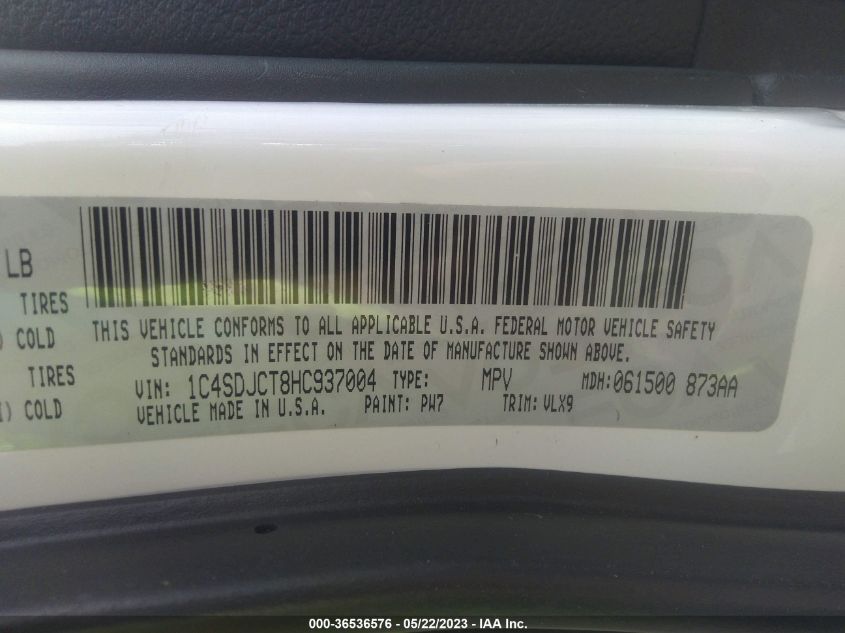 LB
TIRES
) COLD
TIRES
) COLD
THIS VEHICLE CONFORMS TO ALL APPLICABLE U.S.A. FEDERAL MOTOR VEHICLE SAFETY
STANDARDS IN EFFECT ON THE DATE OF MANUFACTURE SHOWN ABOVE.
VIN: 1C4SDJCT8HC937004 TYPE: MPV MDH:061500 873AA
VEHICLE MADE IN U.S.A. PAINT: PW7 TRIM: VLX9
000-36536576 - 05/22/2023 - IAA Inc.